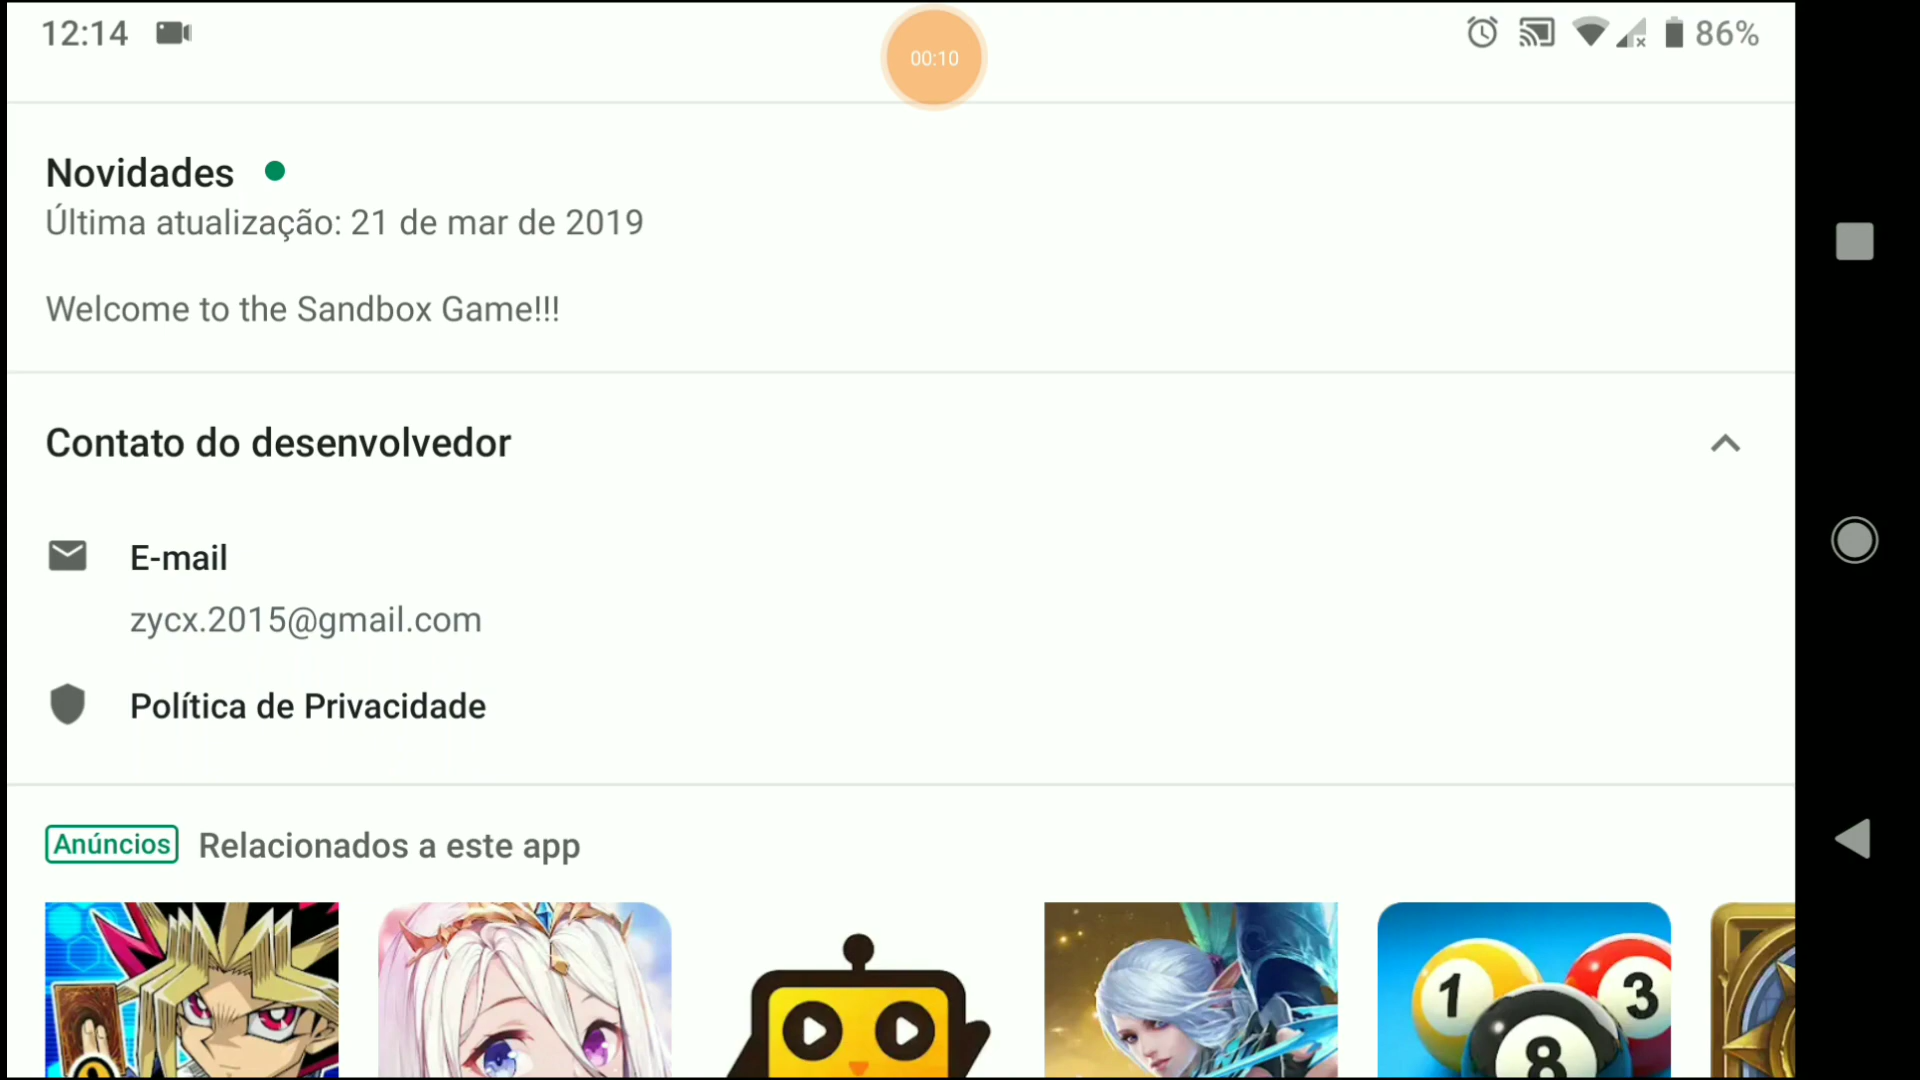 12:14
00:10
86%
Novidades
Última atualização: 21 de mar de 2019
Welcome to the Sandbox Game!!!
Contato do desenvolvedor
E-mail
zycx.2015@gmail.com
Política de Privacidade
Anúncios Relacionados a este app
1
3
8